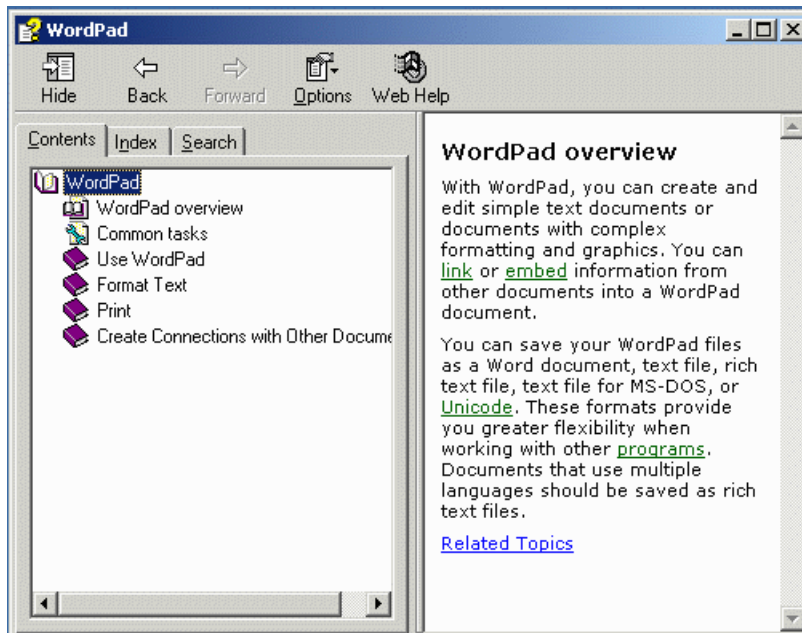 WordPad
Hide Back Forward Options Web Help
Contents Index Search
WordPad
WordPad overview
Common tasks
Use WordPad
Format Text
Print
Create Connections with Other Docume
WordPad overview
With WordPad, you can create and
edit simple text documents or
documents with complex
formatting and graphics. You can
link or embed information from
other documents into a WordPad
document.
You can save your WordPad files
as a Word document, text file, rich
text file, text file for MS-DOS, or
Unicode. These formats provide
you greater flexibility when
working with other programs.
Documents that use multiple
languages should be saved as rich
text files.
Related Topics